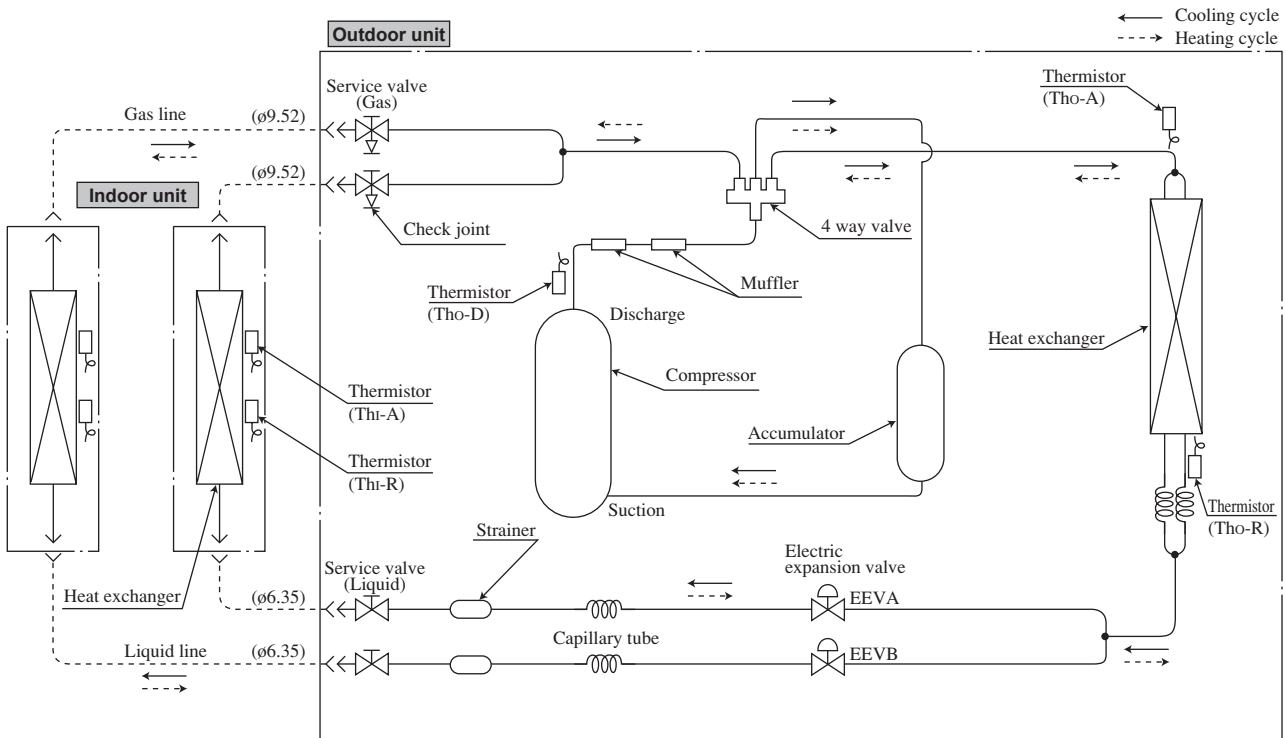 Outdoor unit
Cooling cycle
Heating cycle
Service valve
(Gas)
Thermistor
(Tho-A)
Gas line
(ø9.52)
(ø9.52)
Indoor unit
Check joint
4 way valve
Muffler
Thermistor
(Tho-D)
Discharge
Heat exchanger
Compressor
Thermistor
(Thi-A)
Accumulator
Thermistor
(Thi-R)
Suction
Thermistor
(Tho-R)
Strainer
Service valve
(Liquid)
Electric
expansion valve
Heat exchanger
(ø6.35)
EEVA
Capillary tube
Liquid line
(ø6.35)
EEVB